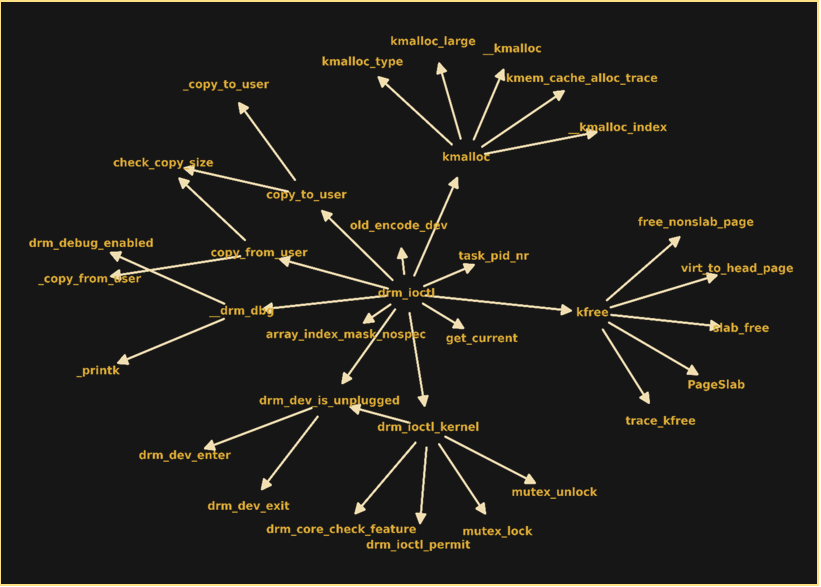 kmalloc_large
__kmalloc
kmalloc_type
kmem_cache_alloc_trace
_copy_to_user
__kmalloc_index
kmalloc
check_copy_size
copy_to_user
old_encode_dev
free_nonslab_page
drm_debug_enabled
copy_from_user
task_pid_nr
virt_to_head_page
_copy_from_user
drm_ioctl
__drm_dbg
kfree
slab_free
array_index_mask_nospec
get_current
_printk
PageSlab
drm_dev_is_unplugged
trace_kfree
drm_ioctl_kernel
drm_dev_enter
mutex_unlock
drm_dev_exit
drm_core_check_feature
mutex_lock
drm_ioctl_permit